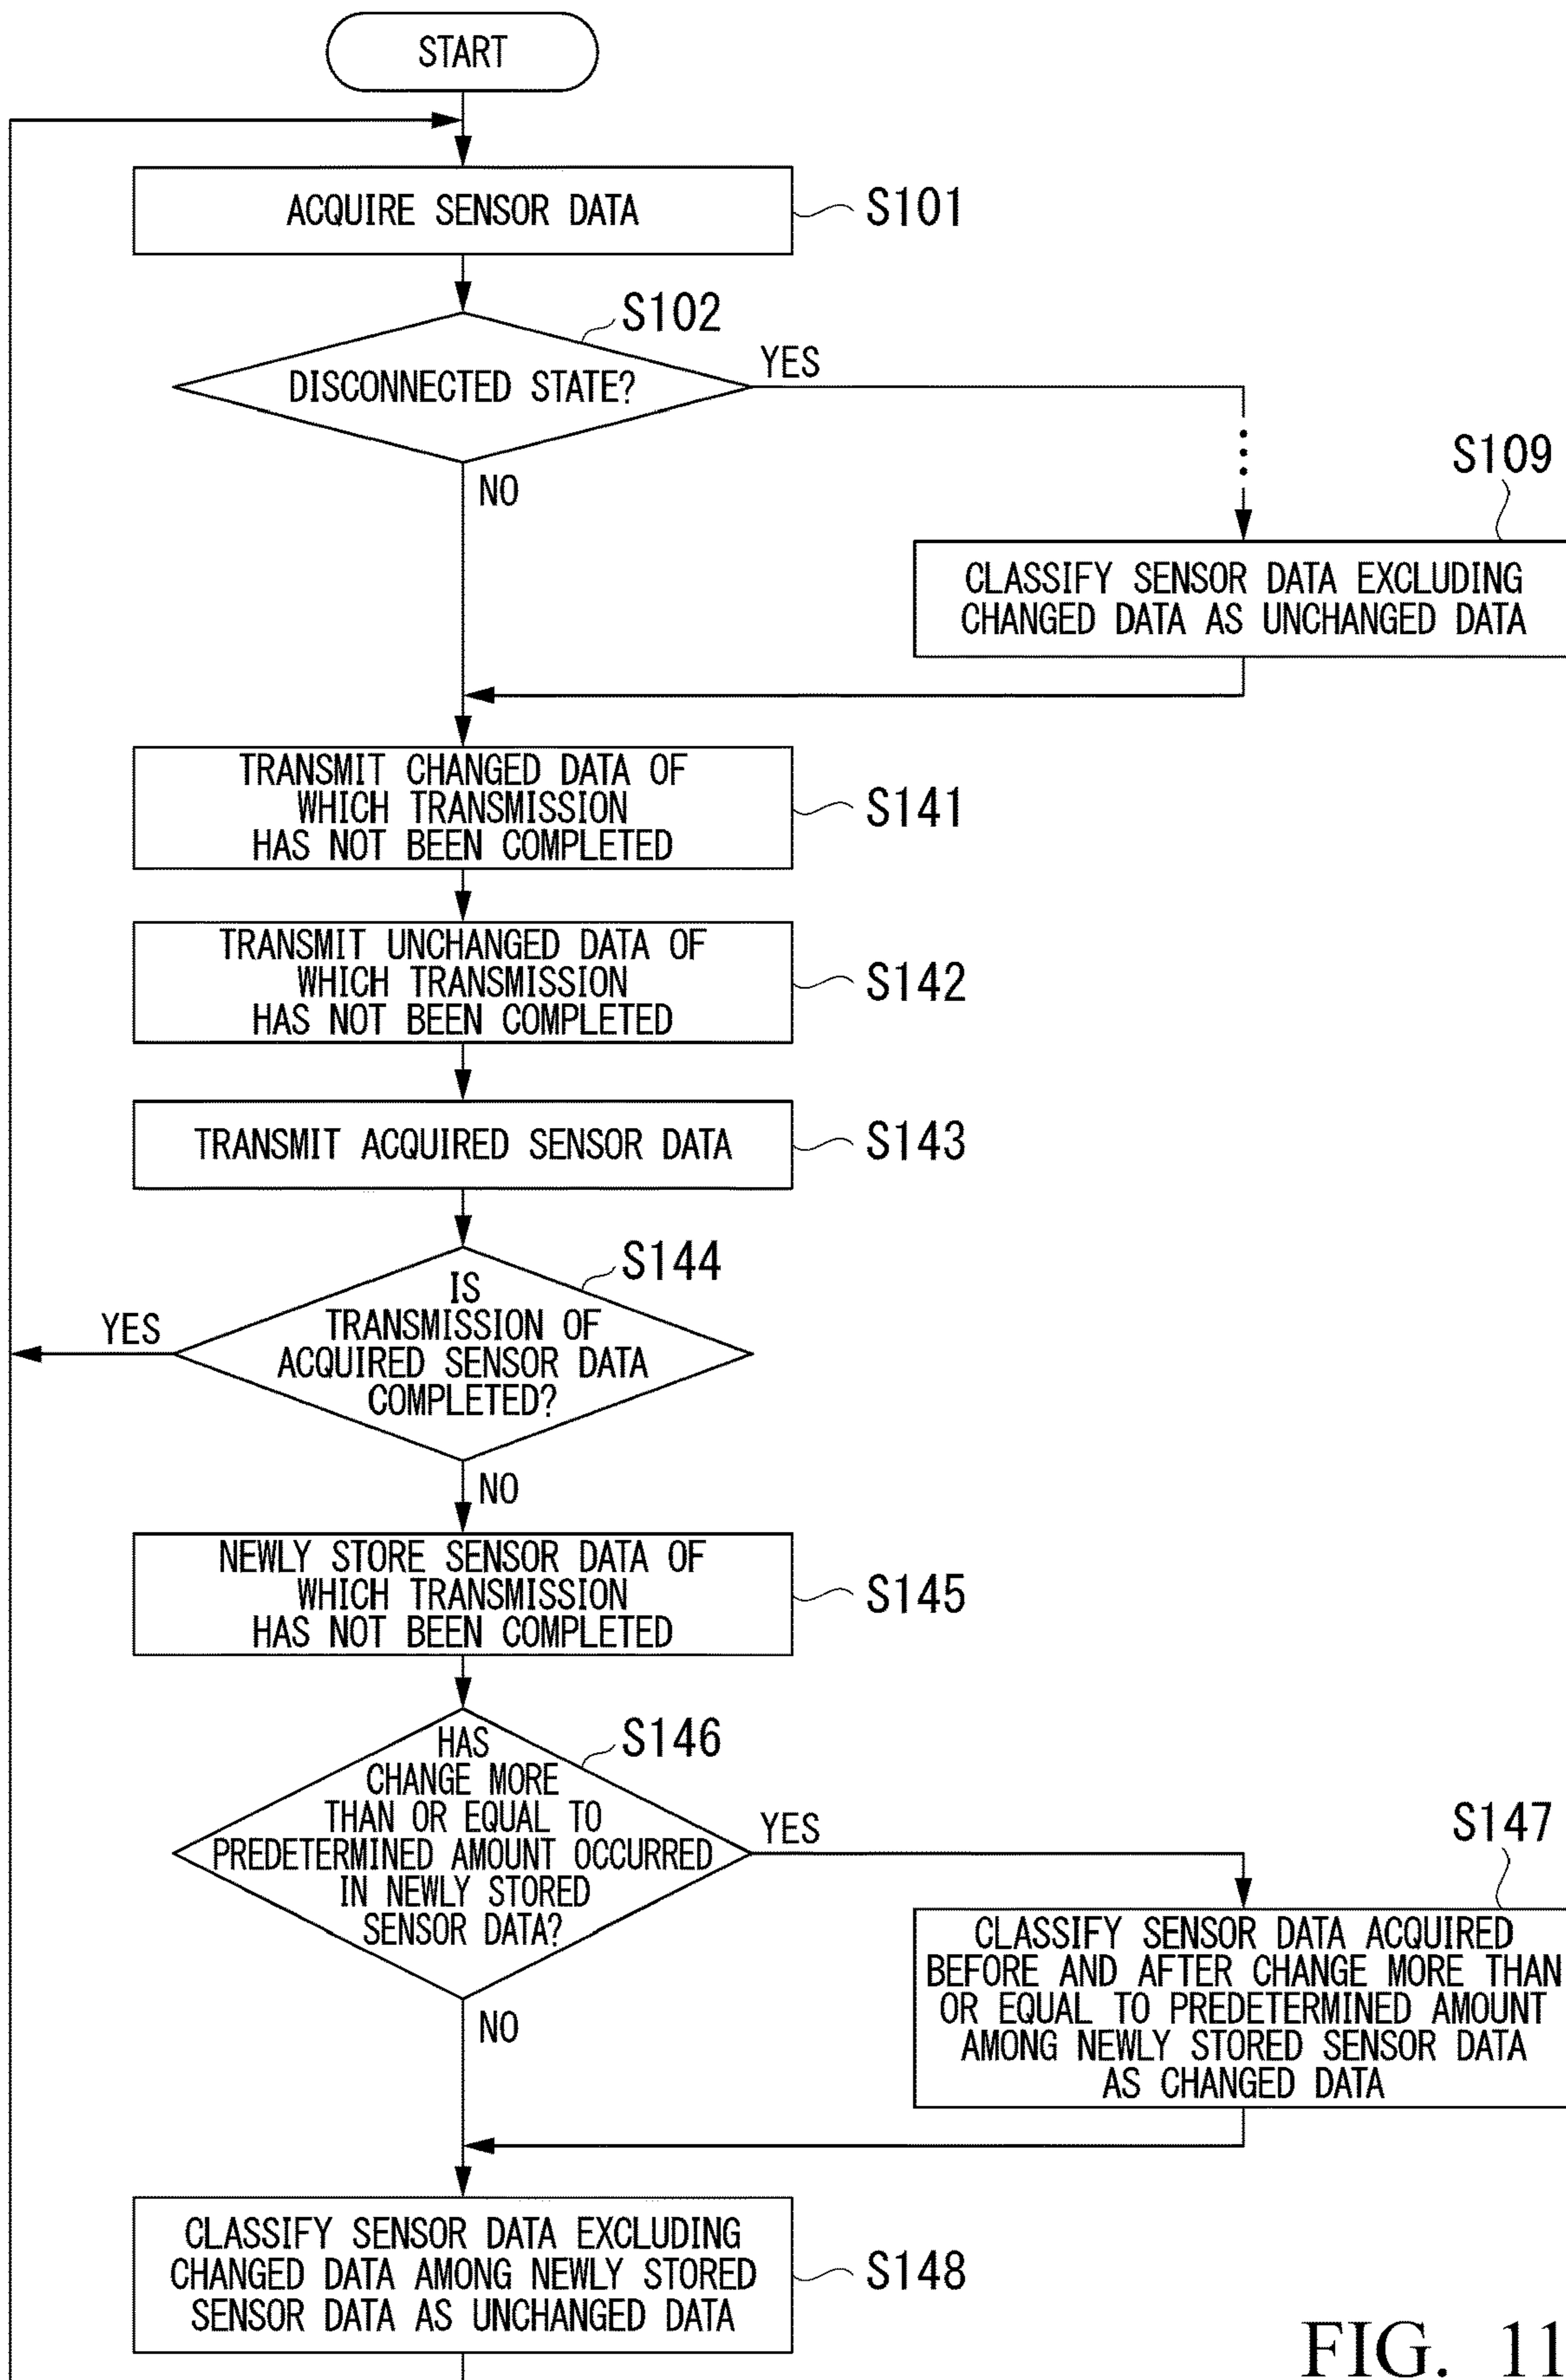 START
ACQUIRE SENSOR DATA
S101
S102
DISCONNECTED STATE?
YES
NO
S109
CLASSIFY SENSOR DATA EXCLUDING
CHANGED DATA AS UNCHANGED DATA
TRANSMIT CHANGED DATA OF
WHICH TRANSMISSION
HAS NOT BEEN COMPLETED
S141
TRANSMIT UNCHANGED DATA OF
WHICH TRANSMISSION
HAS NOT BEEN COMPLETED
S142
TRANSMIT ACQUIRED SENSOR DATA
S143
S144
IS
TRANSMISSION OF
ACQUIRED SENSOR DATA
COMPLETED?
YES
NO
NEWLY STORE SENSOR DATA OF
WHICH TRANSMISSION
HAS NOT BEEN COMPLETED
S145
S146
HAS
CHANGE MORE
THAN OR EQUAL TO
PREDETERMINED AMOUNT OCCURRED
IN NEWLY STORED
SENSOR DATA?
YES
NO
S147
CLASSIFY SENSOR DATA ACQUIRED
BEFORE AND AFTER CHANGE MORE THAN
OR EQUAL TO PREDETERMINED AMOUNT
AMONG NEWLY STORED SENSOR DATA
AS CHANGED DATA
CLASSIFY SENSOR DATA EXCLUDING
CHANGED DATA AMONG NEWLY STORED
SENSOR DATA AS UNCHANGED DATA
S148
FIG. 11